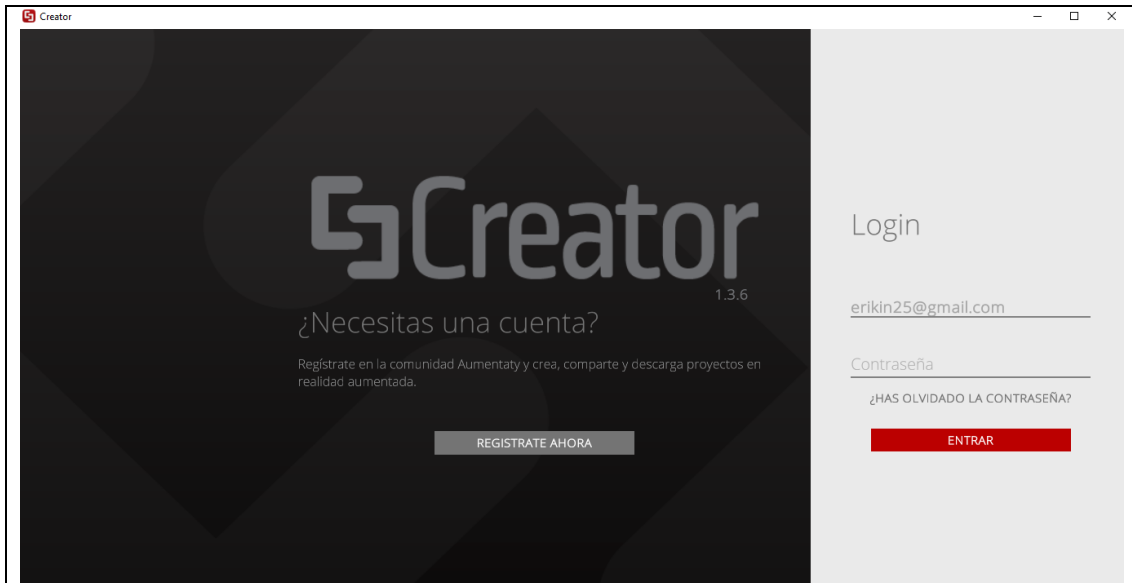 Creator
Creator
1.3.6
¿Necesitas una cuenta?
Regístrate en la comunidad Aumentaty y crea, comparte y descarga proyectos en
realidad aumentada.
REGISTRATE AHORA
Login
erikin25@gmail.com
Contraseña
¿HAS OLVIDADO LA CONTRASEÑA?
ENTRAR